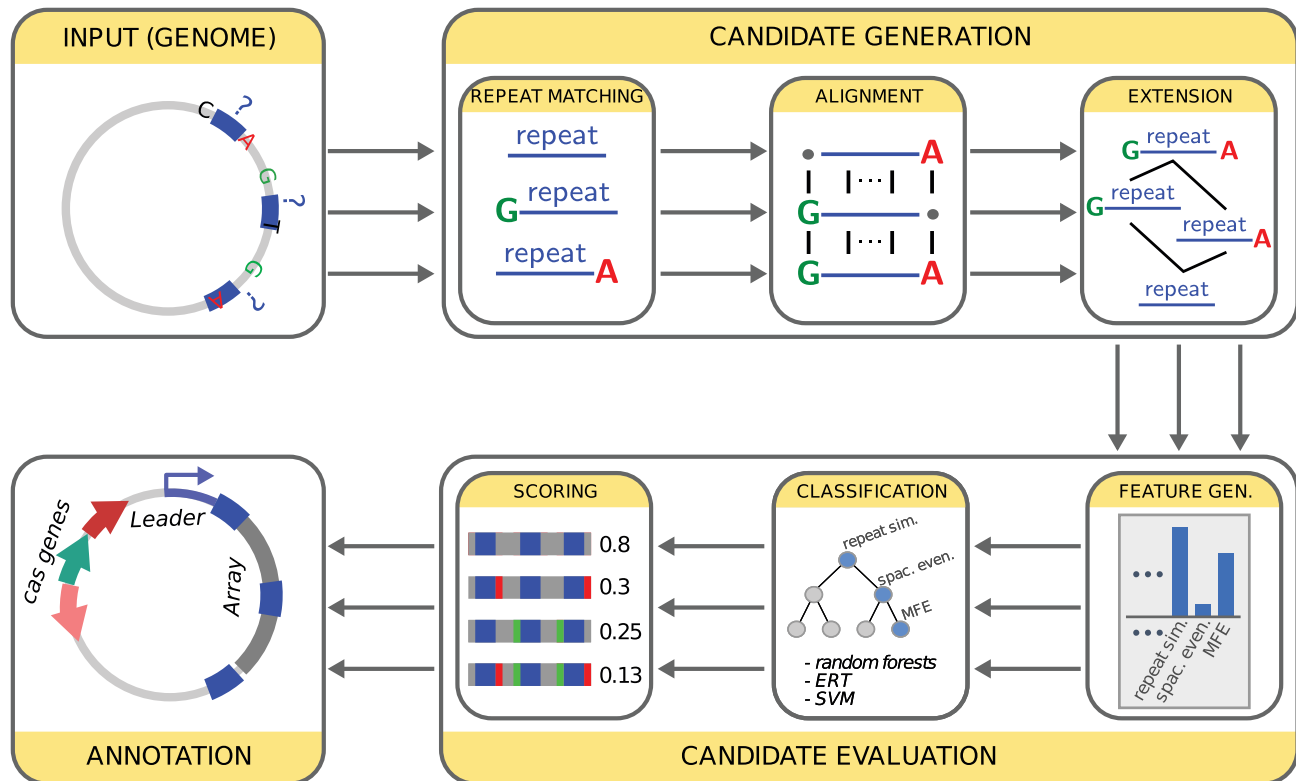 INPUT (GENOME)
C
?
A
G
?
T
G
?
A
CANDIDATE GENERATION
REPEAT MATCHING
repeat
G repeat
repeat A
ALIGNMENT
A
...
G
...
G A
EXTENSION
G repeat A
G repeat
repeat A
repeat
ANNOTATION
cas genes
Leader
Array
CANDIDATE EVALUATION
SCORING
0.8
0.3
0.25
0.13
CLASSIFICATION
repeat sim.
spac. even.
MFE
- random forests
- ERT
- SVM
FEATURE GEN.
...
...
repeat sim.
spac. even.
MFE